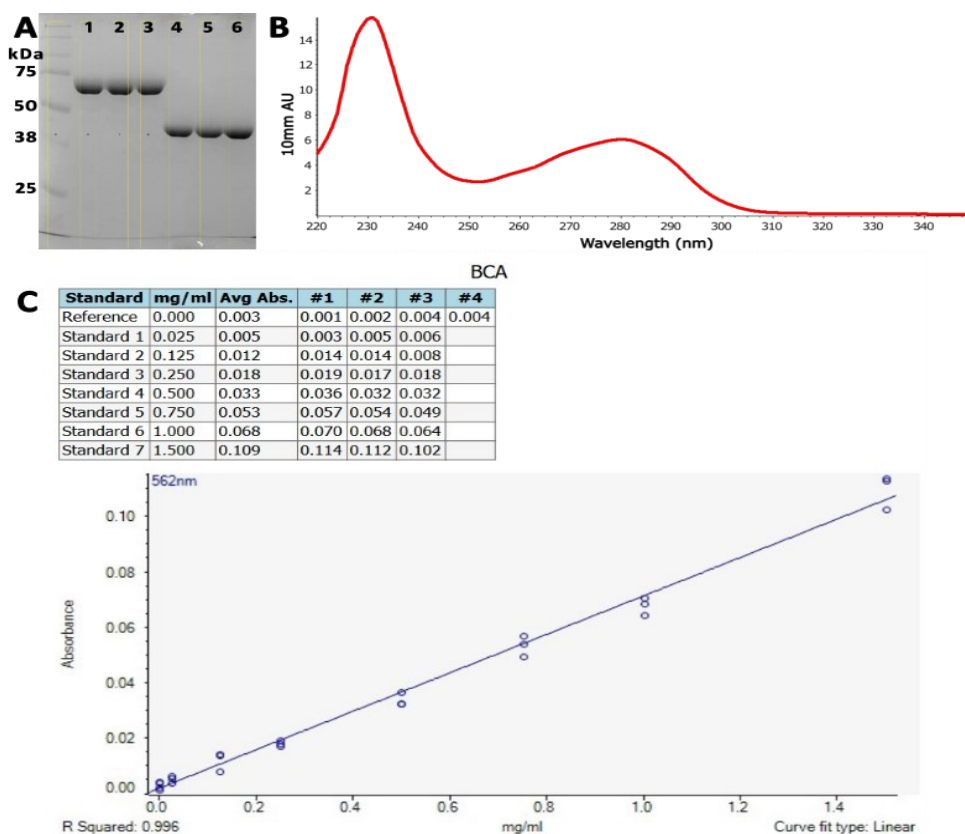 A
1 2 3 4 5 6
kDa
75
50
38
25
B
14
12
10
8
6
4
2
10mm AU
220 230 240 250 260 270 280 290 300 310 320 330 340
Wavelength (nm)
BCA
C
Standard mg/ml Avg Abs. #1 #2 #3 #4
Reference 0.000 0.003 0.001 0.002 0.004 0.004
Standard 1 0.025 0.005 0.003 0.005 0.006
Standard 2 0.125 0.012 0.014 0.014 0.008
Standard 3 0.250 0.018 0.019 0.017 0.018
Standard 4 0.500 0.033 0.036 0.032 0.032
Standard 5 0.750 0.053 0.057 0.054 0.049
Standard 6 1.000 0.068 0.070 0.068 0.064
Standard 7 1.500 0.109 0.114 0.112 0.102
562nm
0.10
0.08
0.06
0.04
0.02
0.00
Absorbance
0.0 0.2 0.4 0.6 0.8 1.0 1.2 1.4
R Squared: 0.996 mg/ml Curve fit type: Linear